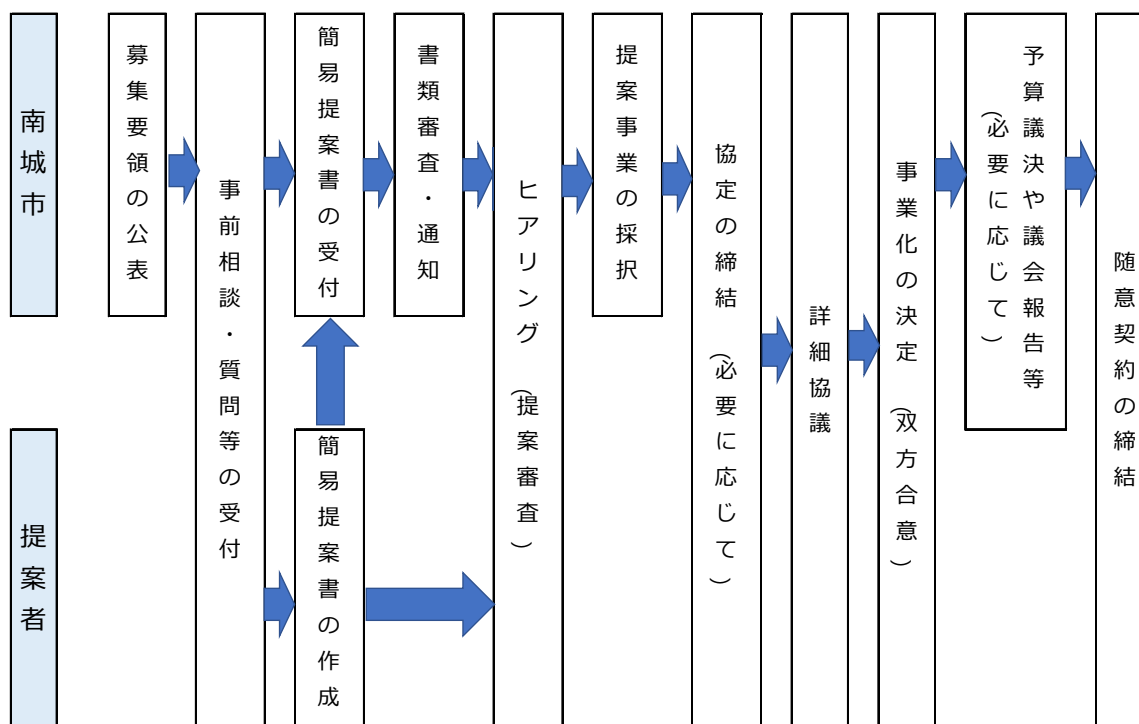 南城市
提案者
募集要領の公表
事前相談・質問等の受付
簡易提案書の受付
簡易提案書の作成
書類審査・通知
ヒアリング（提案審査）
提案事業の採択
協定の締結（必要に応じて）
詳細協議
事業化の決定（双方合意）
予算議決や議会報告等
（必要に応じて）
随意契約の締結